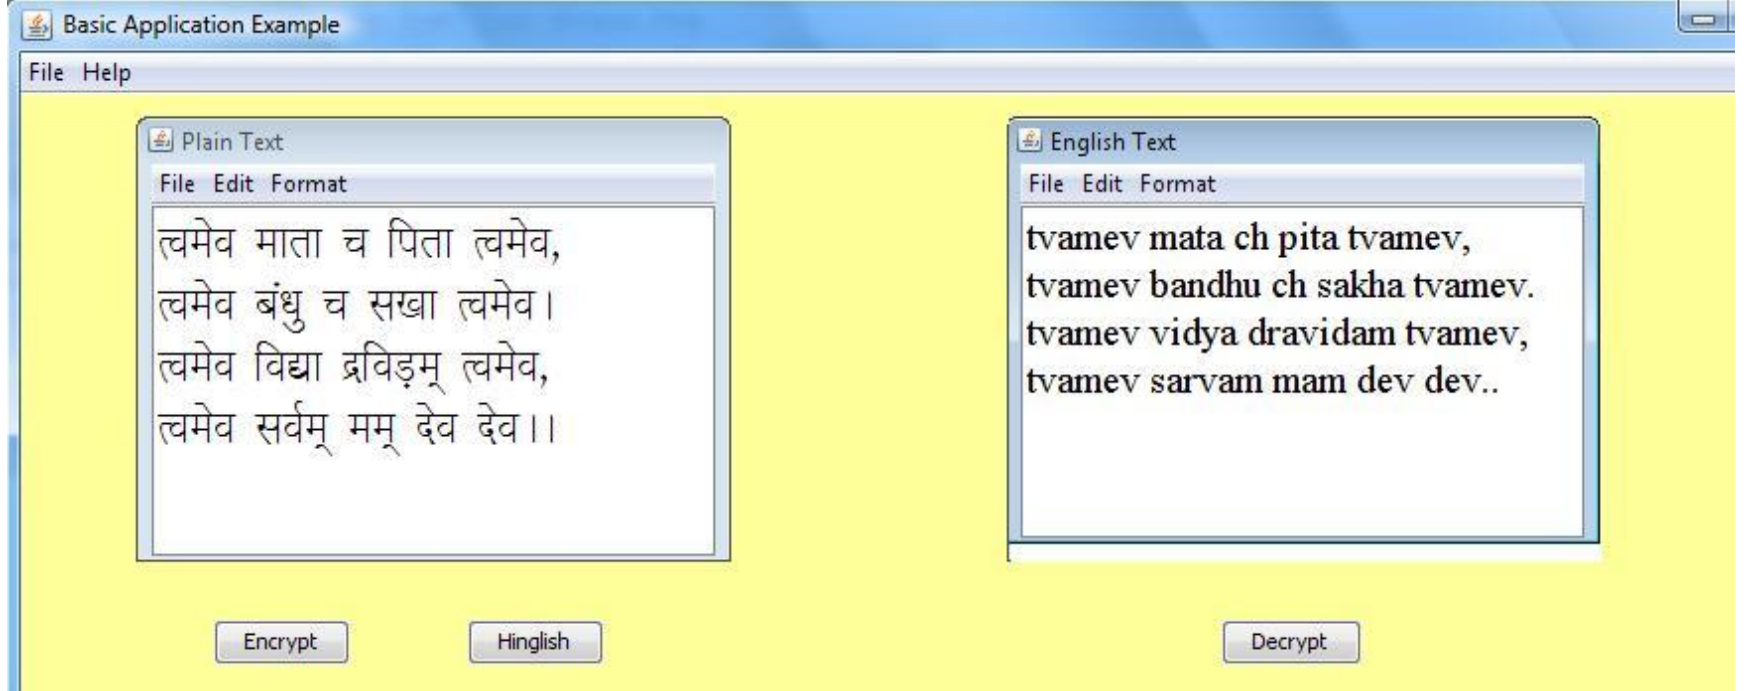 Basic Application Example
File Help
Plain Text
File Edit Format
त्वमेव माता च पिता त्वमेव,
त्वमेव बंधु च सखा त्वमेव।
त्वमेव विद्या द्रविड़म् त्वमेव,
त्वमेव सर्वम् मम् देव देव।।
English Text
File Edit Format
tvamev mata ch pita tvamev,
tvamev bandhu ch sakha tvamev.
tvamev vidya dravidam tvamev,
tvamev sarvam mam dev dev..
Encrypt Hinglish Decrypt